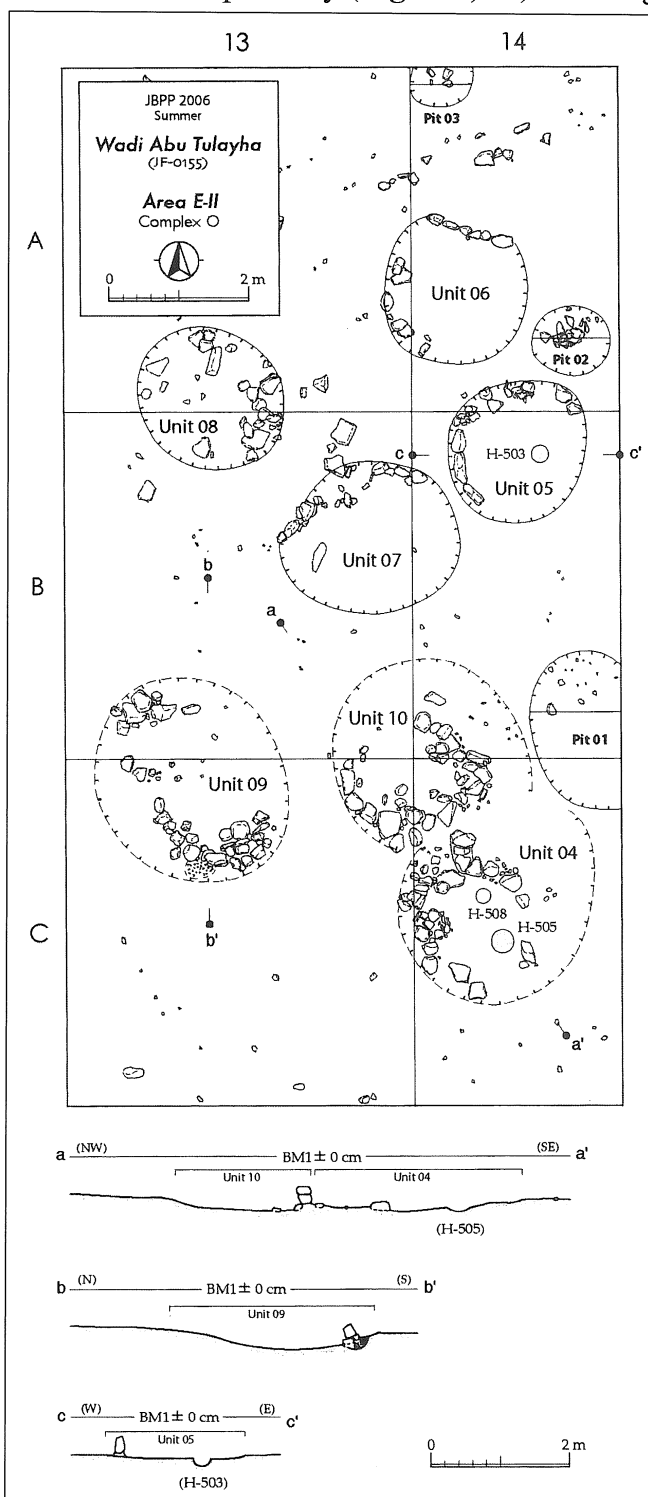 13 14
JBPP 2006
Summer
Wadi Abu Tulayha
(JF-0155)
Area E-II
Complex O
0 2 m
Pit 03
A
Unit 06
Pit 02
Unit 08
c c'
H-503
Unit 05
Unit 07
b
B
a
Unit 10
Pit 01
Unit 09
Unit 04
H-508
C
H-505
b'
a'
a (NW) BM1± 0 cm (SE) a'
Unit 10 Unit 04
(H-505)
b (N) BM1± 0 cm (S) b'
Unit 09
c (W) BM1± 0 cm (E) c'
Unit 05
0 2 m
(H-503)